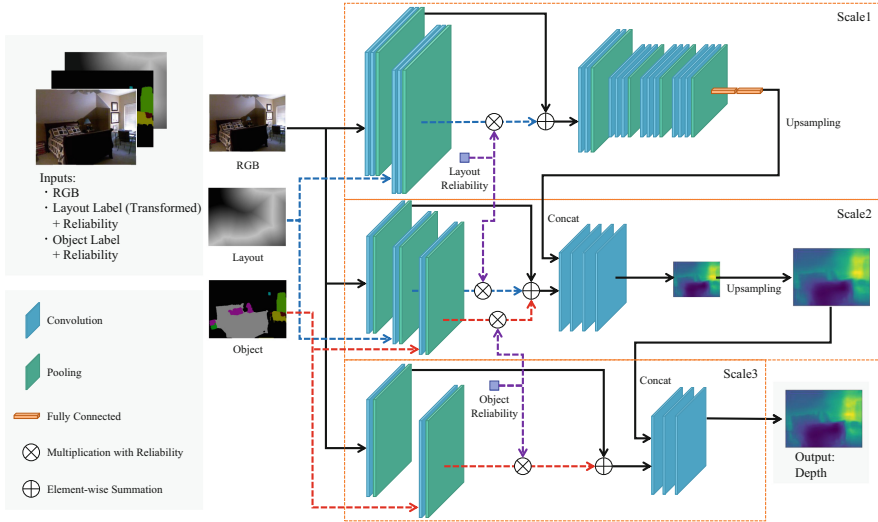 Inputs:
· RGB
· Layout Label (Transformed)
+ Reliability
· Object Label
+ Reliability
Convolution
Pooling
Fully Connected
Multiplication with Reliability
Element-wise Summation
RGB
Layout
Object
Scale1
Layout
Reliability
Upsampling
Scale2
Concat
Upsampling
Scale3
Object
Reliability
Concat
Output:
Depth